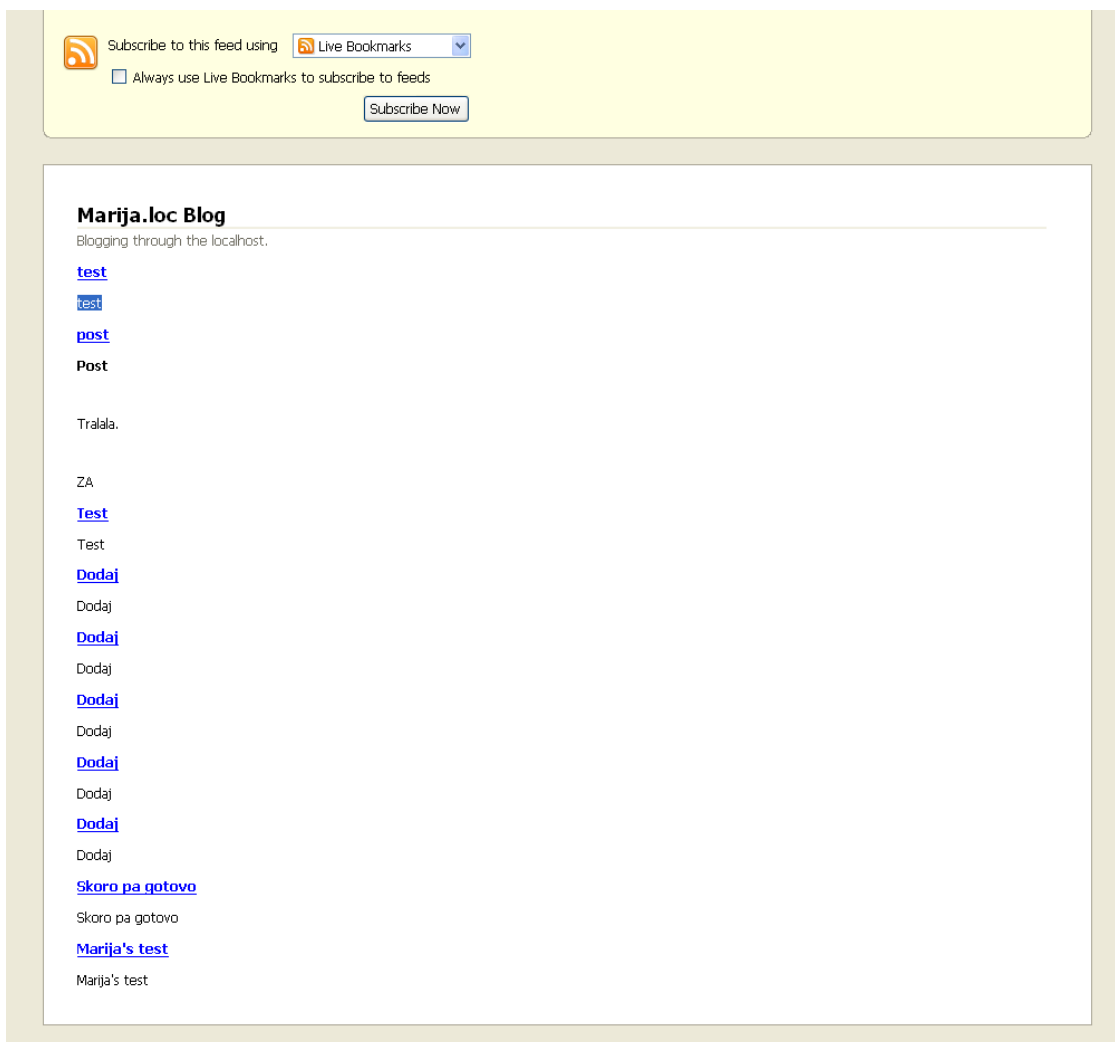 Subscribe to this feed using Live Bookmarks
Always use Live Bookmarks to subscribe to feeds
Subscribe Now
Marija.loc Blog
Blogging through the localhost.
test
test
post
Post
Tralala.
ZA
Test
Test
Dodaj
Dodaj
Dodaj
Dodaj
Dodaj
Dodaj
Dodaj
Dodaj
Dodaj
Dodaj
Skoro pa gotovo
Skoro pa gotovo
Marija's test
Marija's test